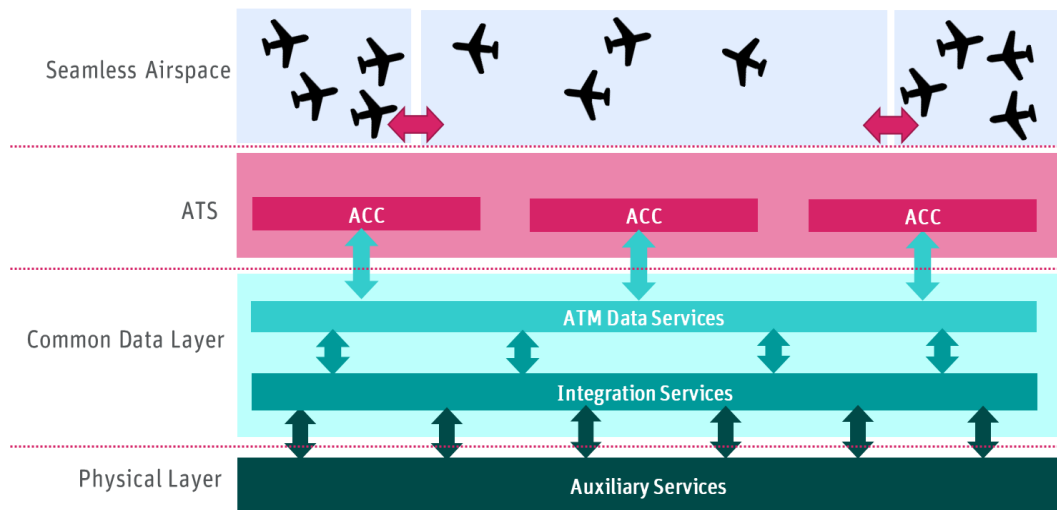 Seamless Airspace
ATS
ACC
ACC
ACC
Common Data Layer
ATM Data Services
Integration Services
Physical Layer
Auxiliary Services